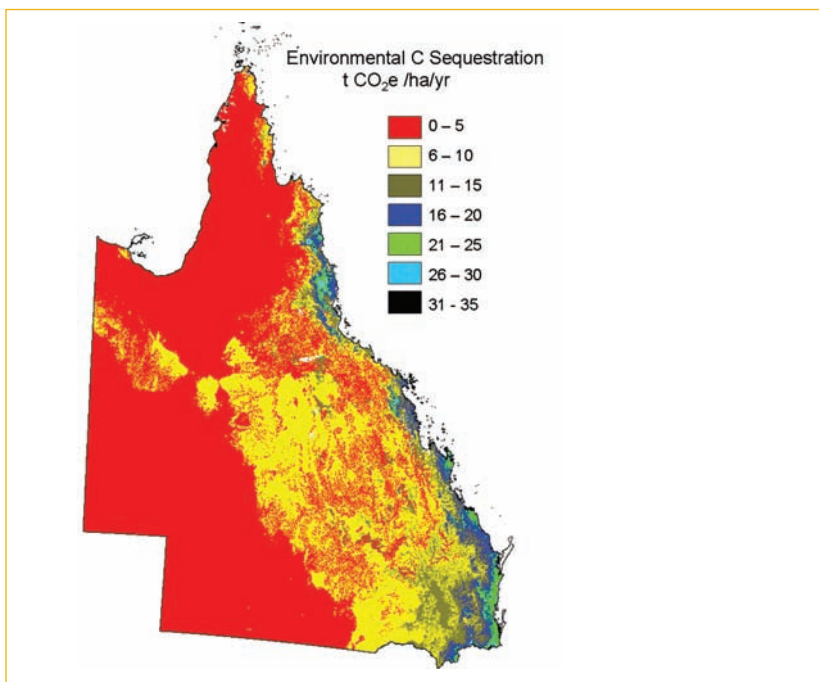 Environmental C Sequestration
t CO₂e /ha/yr
0 – 5
6 – 10
11 – 15
16 – 20
21 – 25
26 – 30
31 - 35